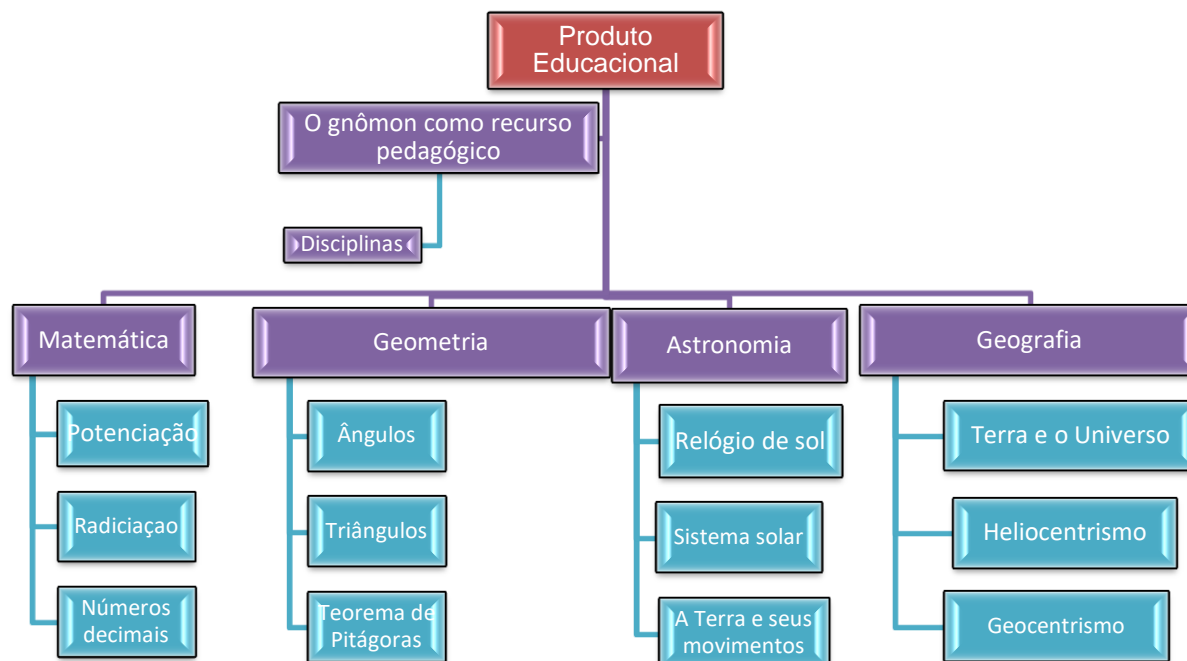 Produto
Educacional
O gnômon como recurso
pedagógico
Disciplinas
Matemática
Geometria
Astronomia
Geografia
Potenciação
Radiciaçao
Números
decimais
Ângulos
Triângulos
Teorema de
Pitágoras
Relógio de sol
Sistema solar
A Terra e seus
movimentos
Terra e o Universo
Heliocentrismo
Geocentrismo